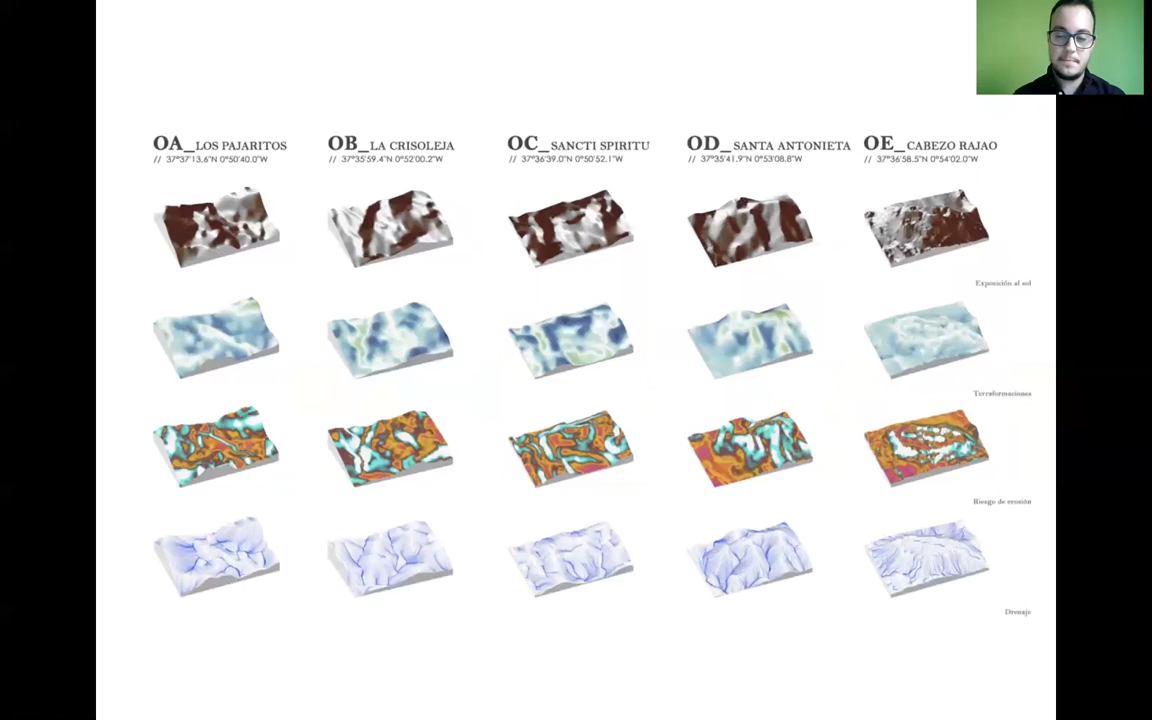 OA_LOS PAJARITOS
// 37°37'13.6"N 0°50'40.0"W
OB_LA CRISOLEJA
// 37°35'59.4"N 0°52'00.2"W
OC_SANCTI SPIRITU
// 37°36'39.0"N 0°50'52.1"W
OD_SANTA ANTONIETA
// 37°35'41.9"N 0°53'08.8"W
OE_CABEZO RAJAO
// 37°36'58.5"N 0°54'02.0"W
Exposición al sol
Terraformaciones
Riesgo de erosión
Drenaje